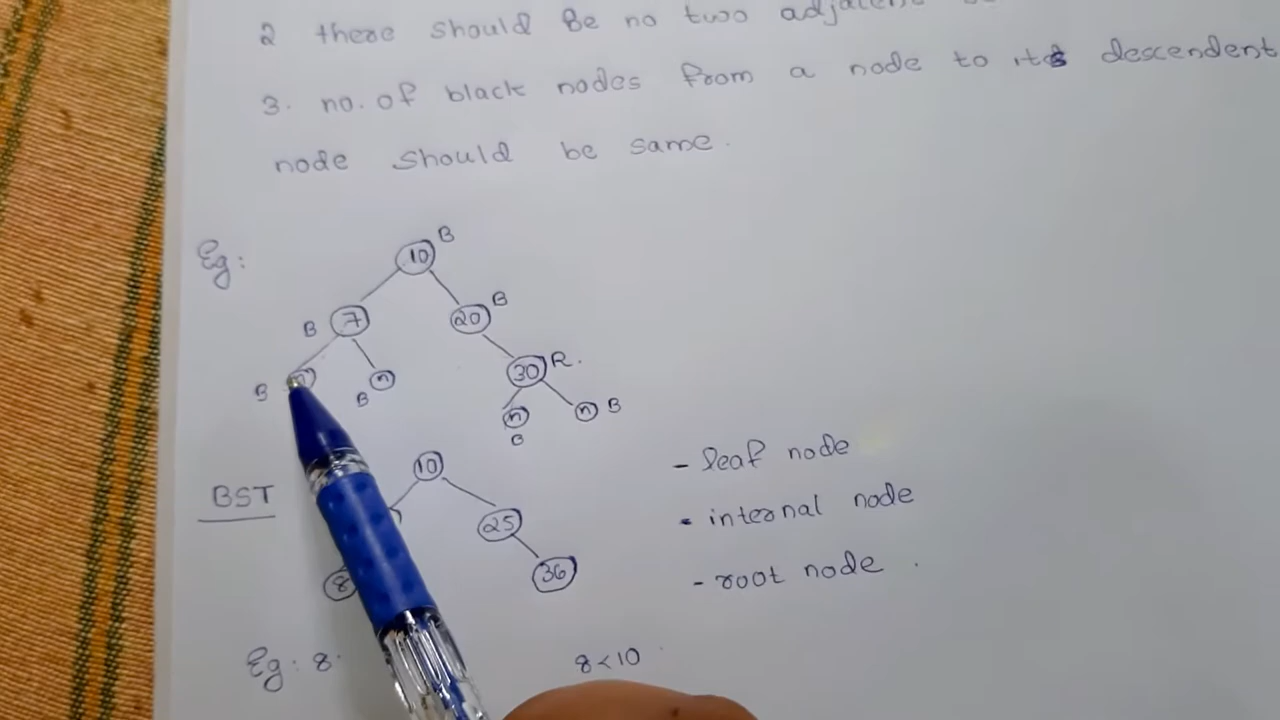 2 there should be no two
3. no. of black nodes from a node to its descendent
node should be same.
Eg:
10 B
B 7
20 B
B n
n B
30 R.
n B
n B
BST
10
25
8
36
- leaf node
- internal node
- root node .
Eg: 8.
8<10